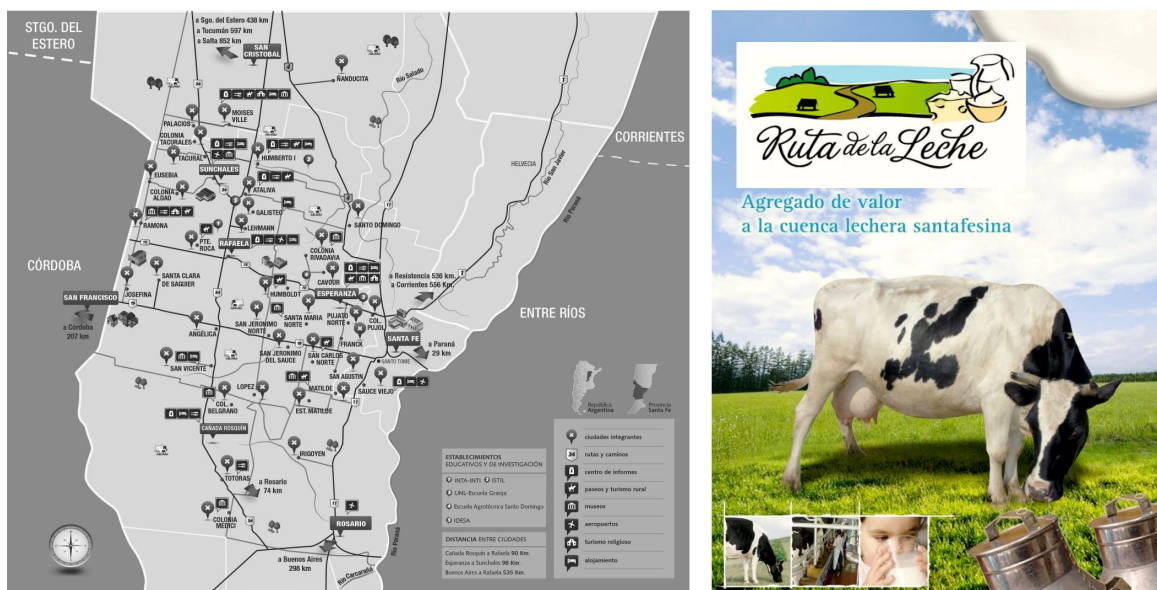 STGO. DEL
ESTERO
a Sgo. del Estero 438 km
a Tucumán 597 km
a Salta 852 km
SAN
CRISTOBAL
ÑANDUCITA
Río Salado
MOISES
VILLE
PALACIOS
COLONIA
TACURALES
CORRIENTES
TACURAL
HUMBERTO I
HELVECIA
Río San Javier
EUSEBIA
SUNCHALES
COLONIA
ALDAO
ATALIVA
Río Paraná
GALISTEO
RAMONA
LEHMANN
SANTO DOMINGO
PTE.
ROCA
RAFAELA
COLONIA
RIVADAVIA
CÓRDOBA
SANTA CLARA
DE SAGUIER
CAVOUR
a Resistencia 536 km.
a Corrientes 556 Km.
JOSEFINA
HUMBOLDT
ESPERANZA
SAN FRANCISCO
a Córdoba
207 km
ANGÉLICA
SAN JERONIMO
NORTE
SANTA MARIA
NORTE
PUJATO
NORTE
COL.
PUJOL
ENTRE RÍOS
SAN JERONIMO
DEL SAUCE
SAN CARLOS
NORTE
FRANCK
SANTA FE
a Paraná
29 km
SANTO TOME
SAN VICENTE
SAN AGUSTIN
SAUCE VIEJO
COL.
BELGRANO
LOPEZ
MATILDE
EST. MATILDE
CAÑADA ROSQUÍN
IRIGOYEN
TOTORAS
a Rosario
74 km
COLONIA
MEDICI
ROSARIO
Río Paraná
a Buenos Aires
298 km
Río Carcarañá
República
Argentina
Provincia
Santa Fe
ESTABLECIMIENTOS
EDUCATIVOS Y DE INVESTIGACIÓN
INTA-INTI ISTIL
UNL-Escuela Granja
Escuela Agrotécnica Santo Domingo
IDESA
DISTANCIA ENTRE CIUDADES
Cañada Rosquín a Rafaela 90 Km
Esperanza a Sunchales 98 Km.
Buenos Aires a Rafaela 535 Km.
ciudades integrantes
34 rutas y caminos
centro de informes
paseos y turismo rural
museos
aeropuertos
turismo religioso
alojamiento
Ruta de la Leche
Agregado de valor
a la cuenca lechera santafesina